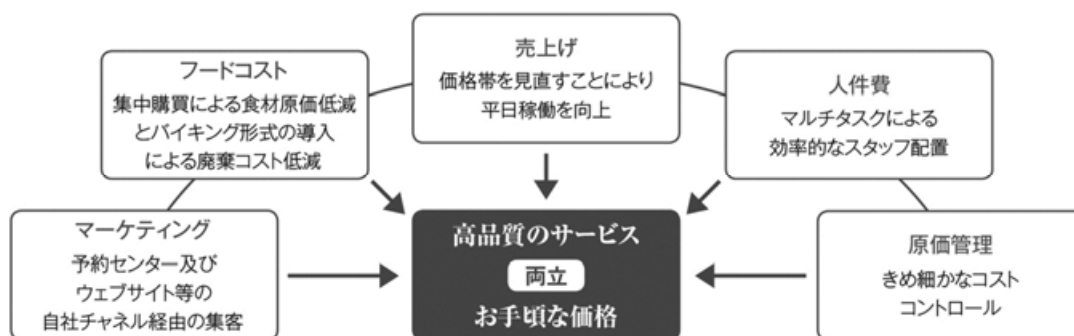 売上げ
価格帯を見直すことにより
平日稼働を向上
フードコスト
集中購買による食材原価低減
とバイキング形式の導入
による廃棄コスト低減
人件費
マルチタスクによる
効率的なスタッフ配置
マーケティング
予約センター及び
ウェブサイト等の
自社チャネル経由の集客
高品質のサービス
両立
お手頃な価格
原価管理
きめ細かなコスト
コントロール